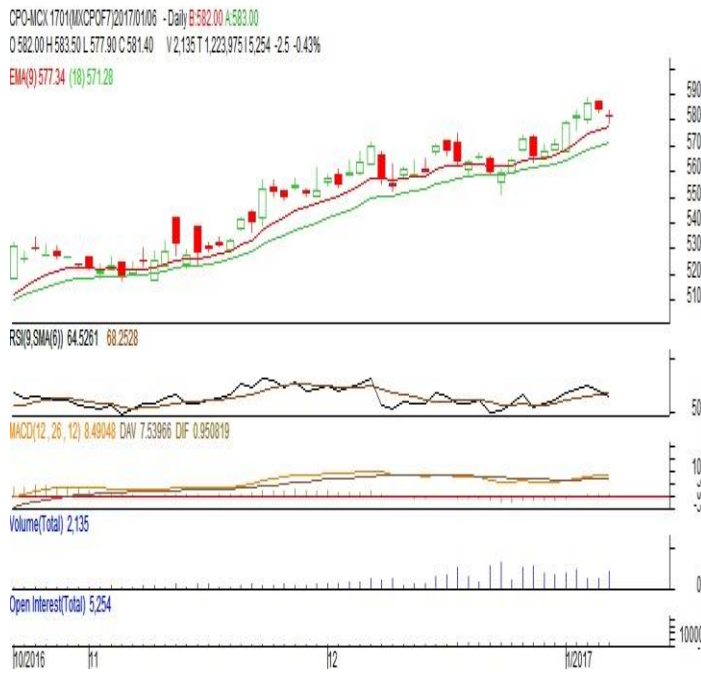 CPO-MCX 1701(MXCPOF7)2017/01/06 - Daily B:582.00 A:583.00
O 582.00 H 583.50 L 577.90 C 581.40 V 2,135 T 1,223,975 I 5,254 -2.5 -0.43%
EMA(9) 577.34 (18) 571.28
590
580
570
560
550
540
530
520
510
RSI(9,SMA(6)) 64.5261 68.2528
50
MACD(12, 26, 12) 8.49048 DAV 7.53966 DIF 0.950819
10
5
0
-5
Volume(Total) 2,135
0
Open Interest(Total) 5,254
10000
10/2016 11 12 1/2017